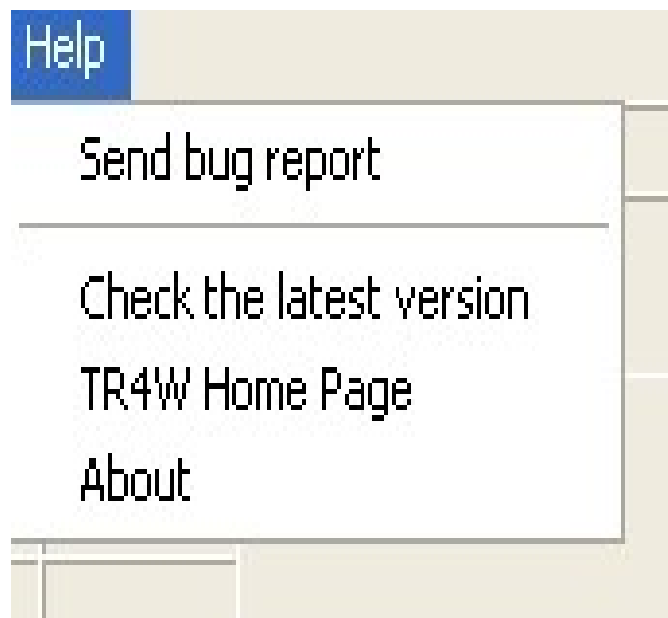 Help
Send bug report
Check the latest version
TR4W Home Page
About